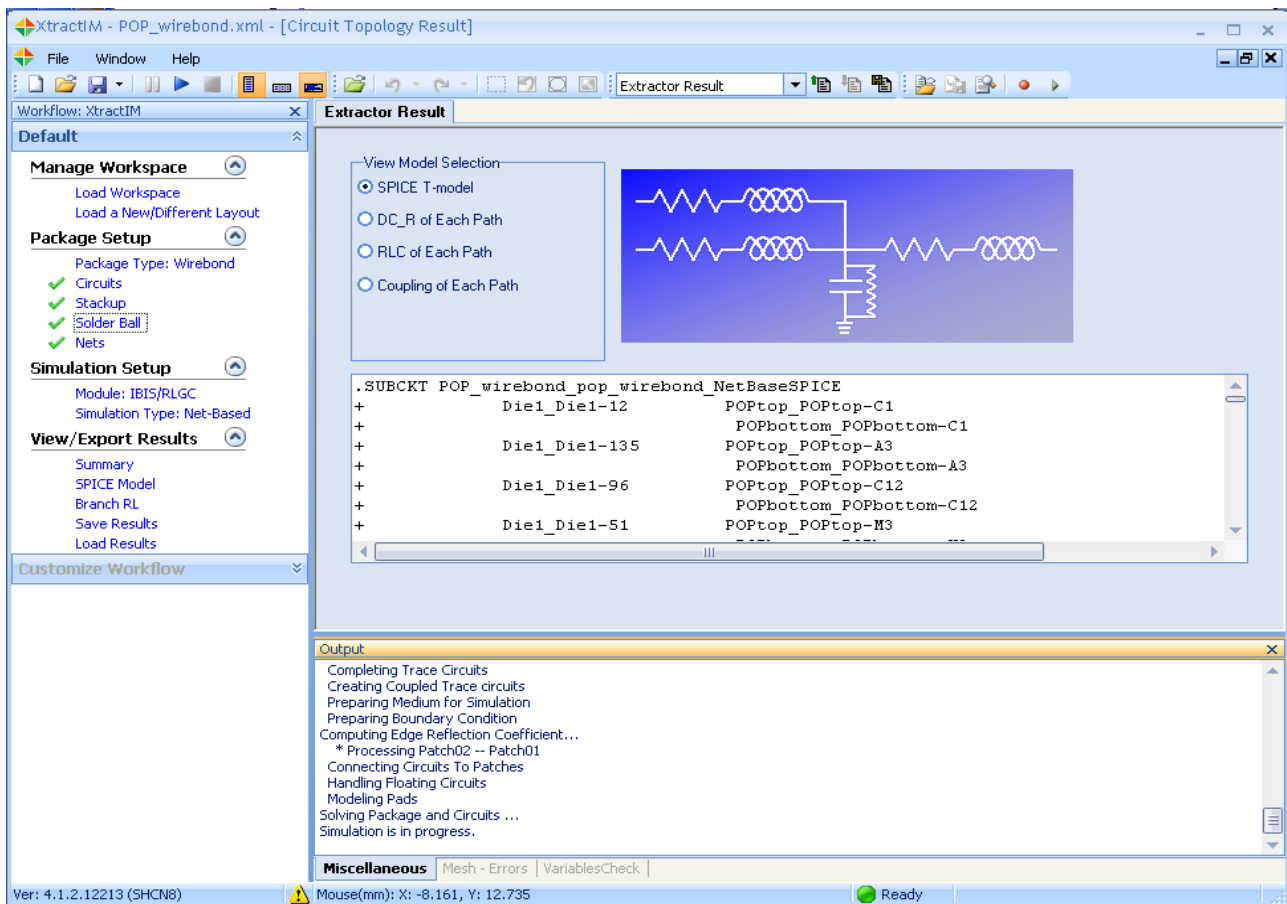 XtractIM - POP_wirebond.xml - [Circuit Topology Result]
File Window Help
Extractor Result
Workflow: XtractIM
Default
Manage Workspace
Load Workspace
Load a New/Different Layout
Package Setup
Package Type: Wirebond
Circuits
Stackup
Solder Ball
Nets
Simulation Setup
Module: IBIS/RLGC
Simulation Type: Net-Based
View/Export Results
Summary
SPICE Model
Branch RL
Save Results
Load Results
Customize Workflow
Extractor Result
View Model Selection
SPICE T-model
DC_R of Each Path
RLC of Each Path
Coupling of Each Path
.SUBCKT POP_wirebond_pop_wirebond_NetBaseSPICE
+ Die1_Die1-12 POPtop_POPtop-C1
+ POPbottom_POPbottom-C1
+ Die1_Die1-135 POPtop_POPtop-A3
+ POPbottom_POPbottom-A3
+ Die1_Die1-96 POPtop_POPtop-C12
+ POPbottom_POPbottom-C12
+ Die1_Die1-51 POPtop_POPtop-M3
Output
Completing Trace Circuits
Creating Coupled Trace circuits
Preparing Medium for Simulation
Preparing Boundary Condition
Computing Edge Reflection Coefficient...
* Processing Patch02 -- Patch01
Connecting Circuits To Patches
Handling Floating Circuits
Modeling Pads
Solving Package and Circuits ...
Simulation is in progress.
Miscellaneous Mesh - Errors VariablesCheck
Ver: 4.1.2.12213 (SHCN8) Mouse(mm): X: -8.161, Y: 12.735 Ready